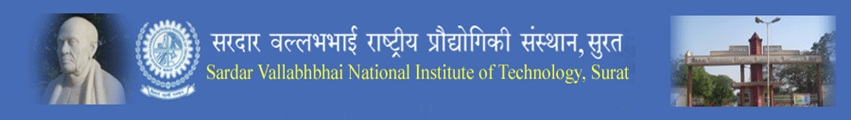 सरदार वल्लभभाई राष्ट्रीय प्रौद्योगिकी संस्थान, सुरत
Sardar Vallabhbhai National Institute of Technology, Surat